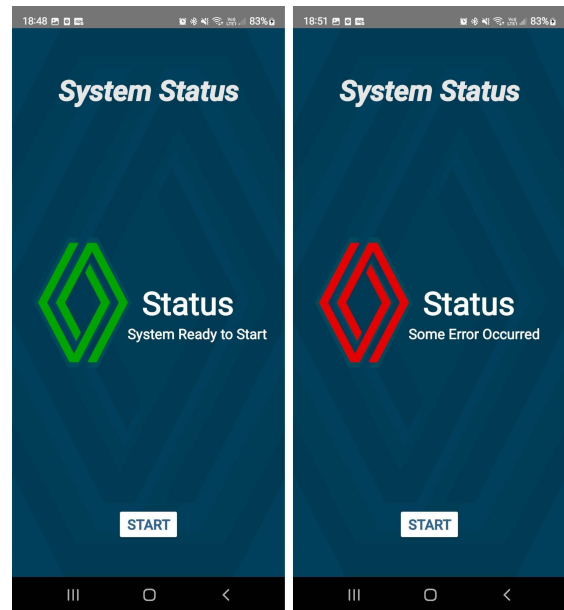 18:48
83%
System Status
Status
System Ready to Start
START
18:51
83%
System Status
Status
Some Error Occurred
START